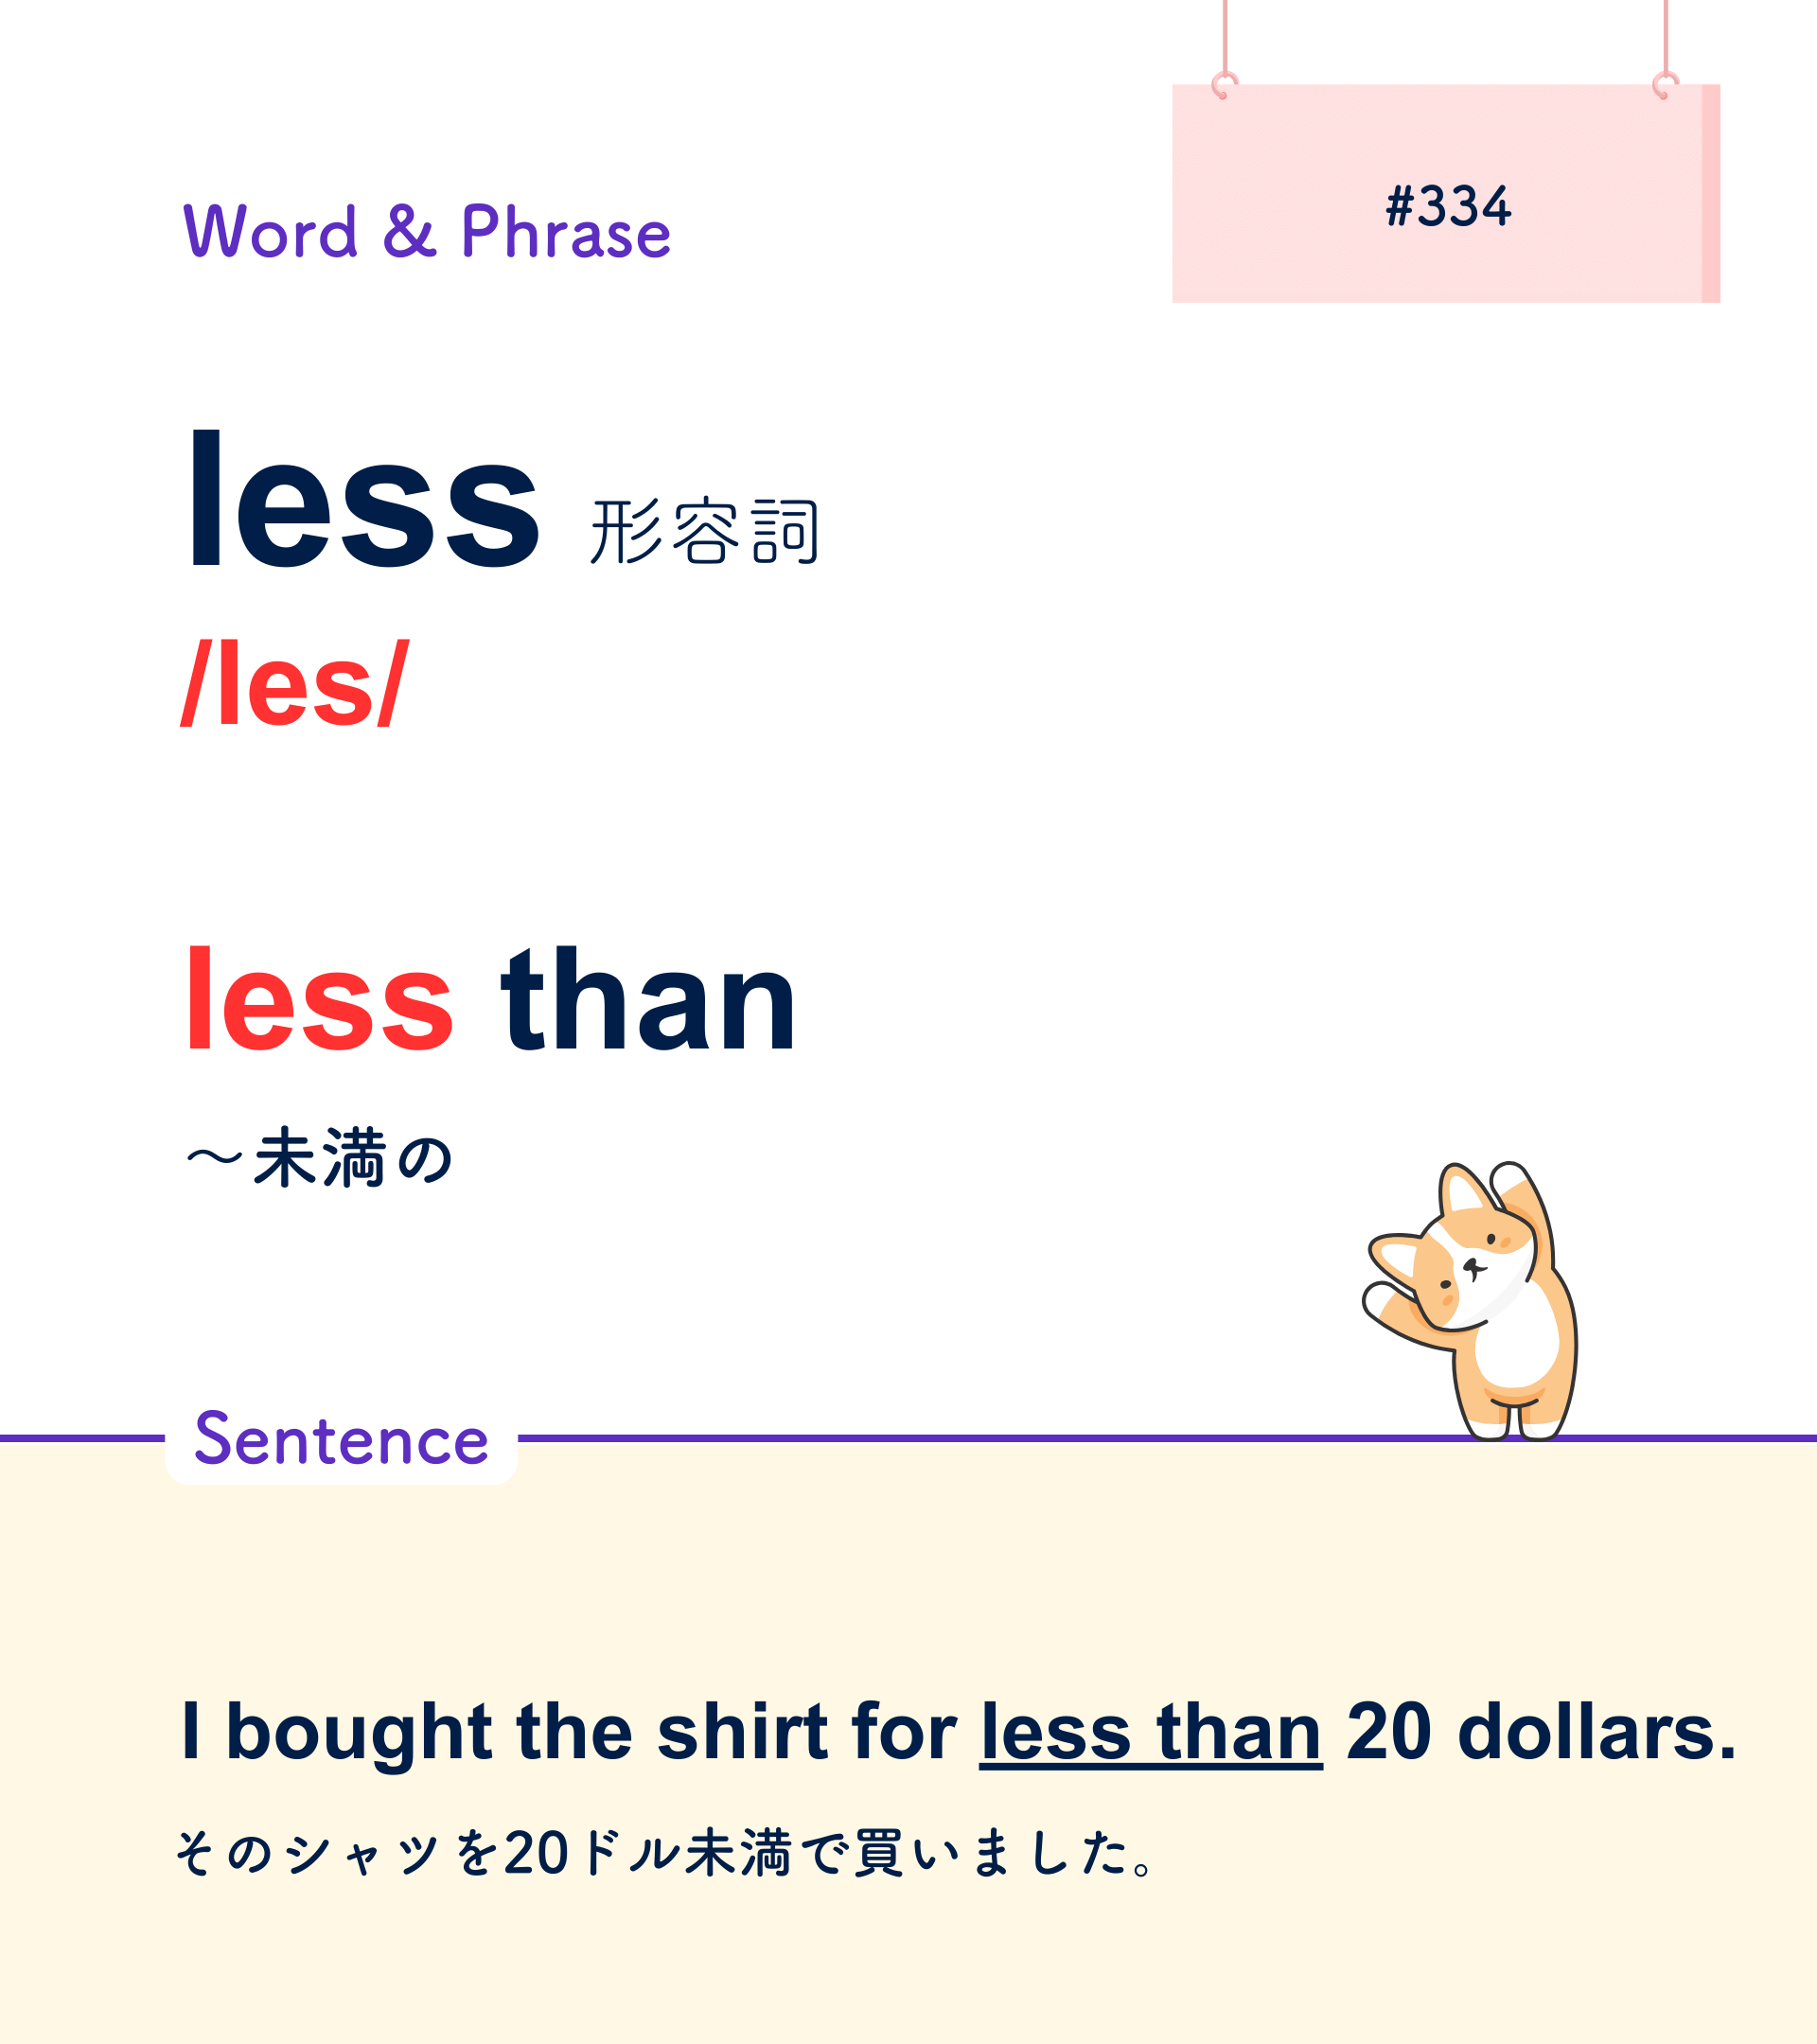 #334
Word & Phrase
less 形容詞
/les/
less than
～未満の
Sentence
I bought the shirt for less than 20 dollars.
そのシャツを20ドル未満で買いました。